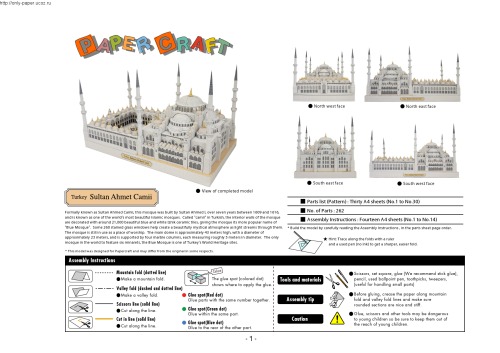 http://only-paper.ucoz.ru
PAPER CRAFT
North west face
North east face
South east face
South west face
View of completed model
Turkey Sultan Ahmet Camii
Formerly known as Sultan Ahmed Camii, this mosque was built by Sultan Ahmed I over seven years between 1609 and 1616,
and is known as one of the world's most beautiful Islamic mosques. Called "camii" in Turkish, the interior walls of the mosque
are decorated with around 21,000 beautiful blue and white Iznik ceramic tiles, giving the mosque its more popular name of
"Blue Mosque". Some 260 stained glass windows help create a beautifully mystical atmosphere as light streams through them.
The mosque is still in use as a place of worship. The main dome is approximately 43 meters high, with a diameter of
approximately 23 meters, and is supported by four marble columns, each measuring roughly 5 meters in diameter. The only
mosque in the world to feature six minarets, the Blue Mosque is one of Turkey's World Heritage sites.
* This model was designed for Papercraft and may differ from the original in some respects.
Parts list (Pattern) : Thirty A4 sheets (No.1 to No.30)
No. of Parts : 262
Assembly Instructions : Fourteen A4 sheets (No.1 to No.14)
* Build the model by carefully reading the Assembly Instructions, in the parts sheet page order.
Hint: Trace along the folds with a ruler
and a used pen (no ink) to get a sharper, easier fold.
Assembly Instructions
Mountain fold (dotted line)
Make a mountain fold.
Valley fold (dashed and dotted line)
Make a valley fold.
Scissors line (solid line)
Cut along the line.
Cut in line (solid line)
Cut along the line.
The glue spot (colored dot)
shows where to apply the glue.
Glue spot(Red dot)
Glue parts with the same number together.
Glue spot(Green dot)
Glue within the same part.
Glue spot(Blue dot)
Glue to the rear of the other part.
Tools and materials
Scissors, set square, glue (We recommend stick glue),
pencil, used ballpoint pen, toothpicks, tweezers,
(useful for handling small parts)
Assembly tip
Before gluing, crease the paper along mountain
fold and valley fold lines and make sure
rounded sections are nice and stiff.
Caution
Glue, scissors and other tools may be dangerous
to young children so be sure to keep them out of
the reach of young children.
- 1 -